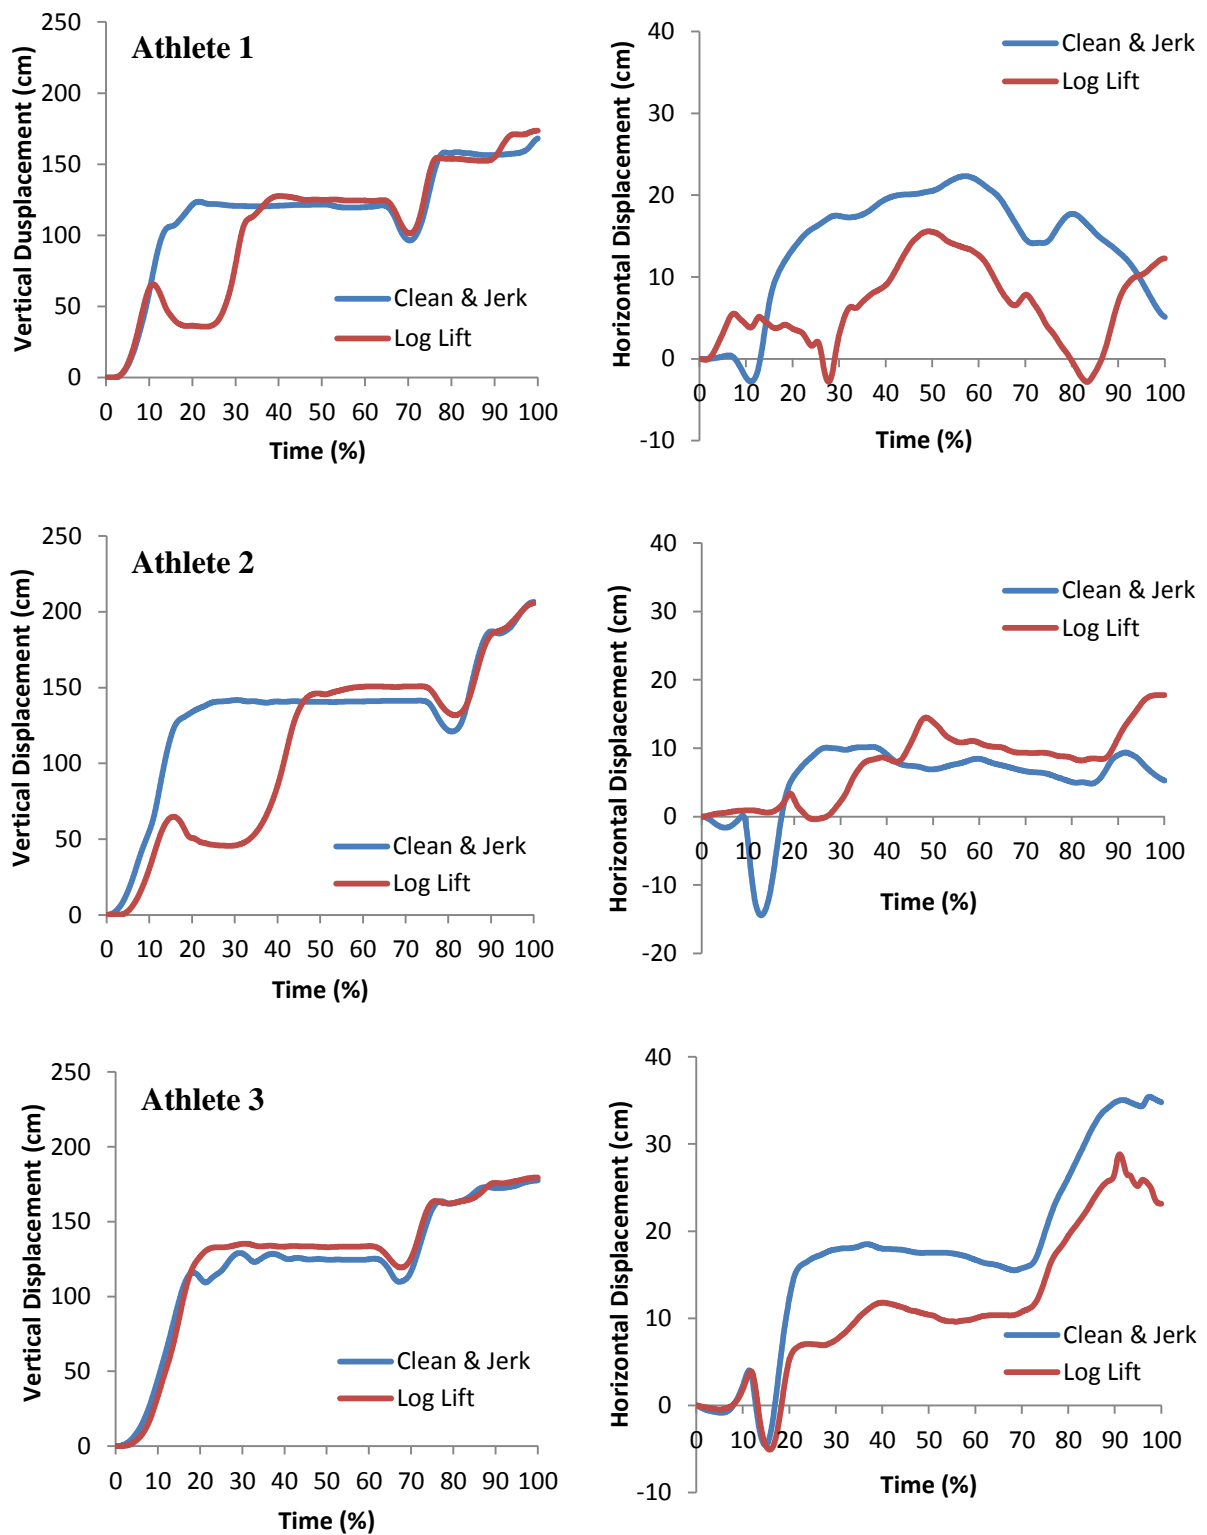 Athlete 1
Vertical Dusplacement (cm)
250
200
150
100
50
0
Clean & Jerk
Log Lift
0 10 20 30 40 50 60 70 80 90 100
Time (%)
Horizontal Displacement (cm)
40
30
20
10
0
-10
Clean & Jerk
Log Lift
0 10 20 30 40 50 60 70 80 90 100
Time (%)
Athlete 2
Vertical Displacement (cm)
250
200
150
100
50
0
Clean & Jerk
Log Lift
0 10 20 30 40 50 60 70 80 90 100
Time (%)
Horizontal Displacement (cm)
40
30
20
10
0
-10
-20
Clean & Jerk
Log Lift
0 10 20 30 40 50 60 70 80 90 100
Time (%)
Athlete 3
Vertical Displacement (cm)
250
200
150
100
50
0
Clean & Jerk
Log Lift
0 10 20 30 40 50 60 70 80 90 100
Time (%)
Horizontal Displacement (cm)
40
30
20
10
0
-10
Clean & Jerk
Log Lift
0 10 20 30 40 50 60 70 80 90 100
Time (%)